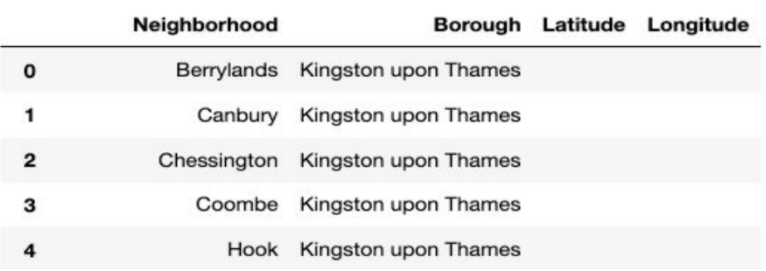 Neighborhood Borough Latitude Longitude
0 Berrylands Kingston upon Thames
1 Canbury Kingston upon Thames
2 Chessington Kingston upon Thames
3 Coombe Kingston upon Thames
4 Hook Kingston upon Thames